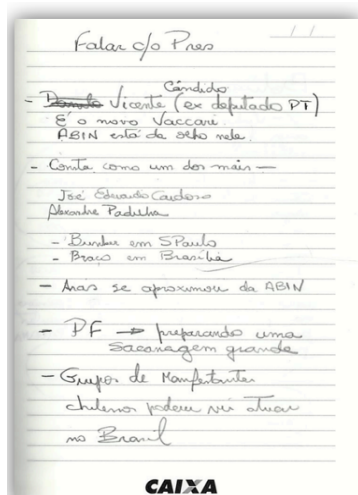 Falar c/o Pres
Cândido
- Vicente (ex deputado PT)
É o novo Vaccari.
ABIN está de olho nele.
- Conta como um dos mais —
José Eduardo Cardoso
Alexandre Padilha
- Bunker em SPaulo
- Braço em Brasília
- se aproximou da ABIN
- PF → preparando uma
sacanagem grande
- Grupos de Manifestantes
chilenos podem vir atuar
no Brasil
CAIXA